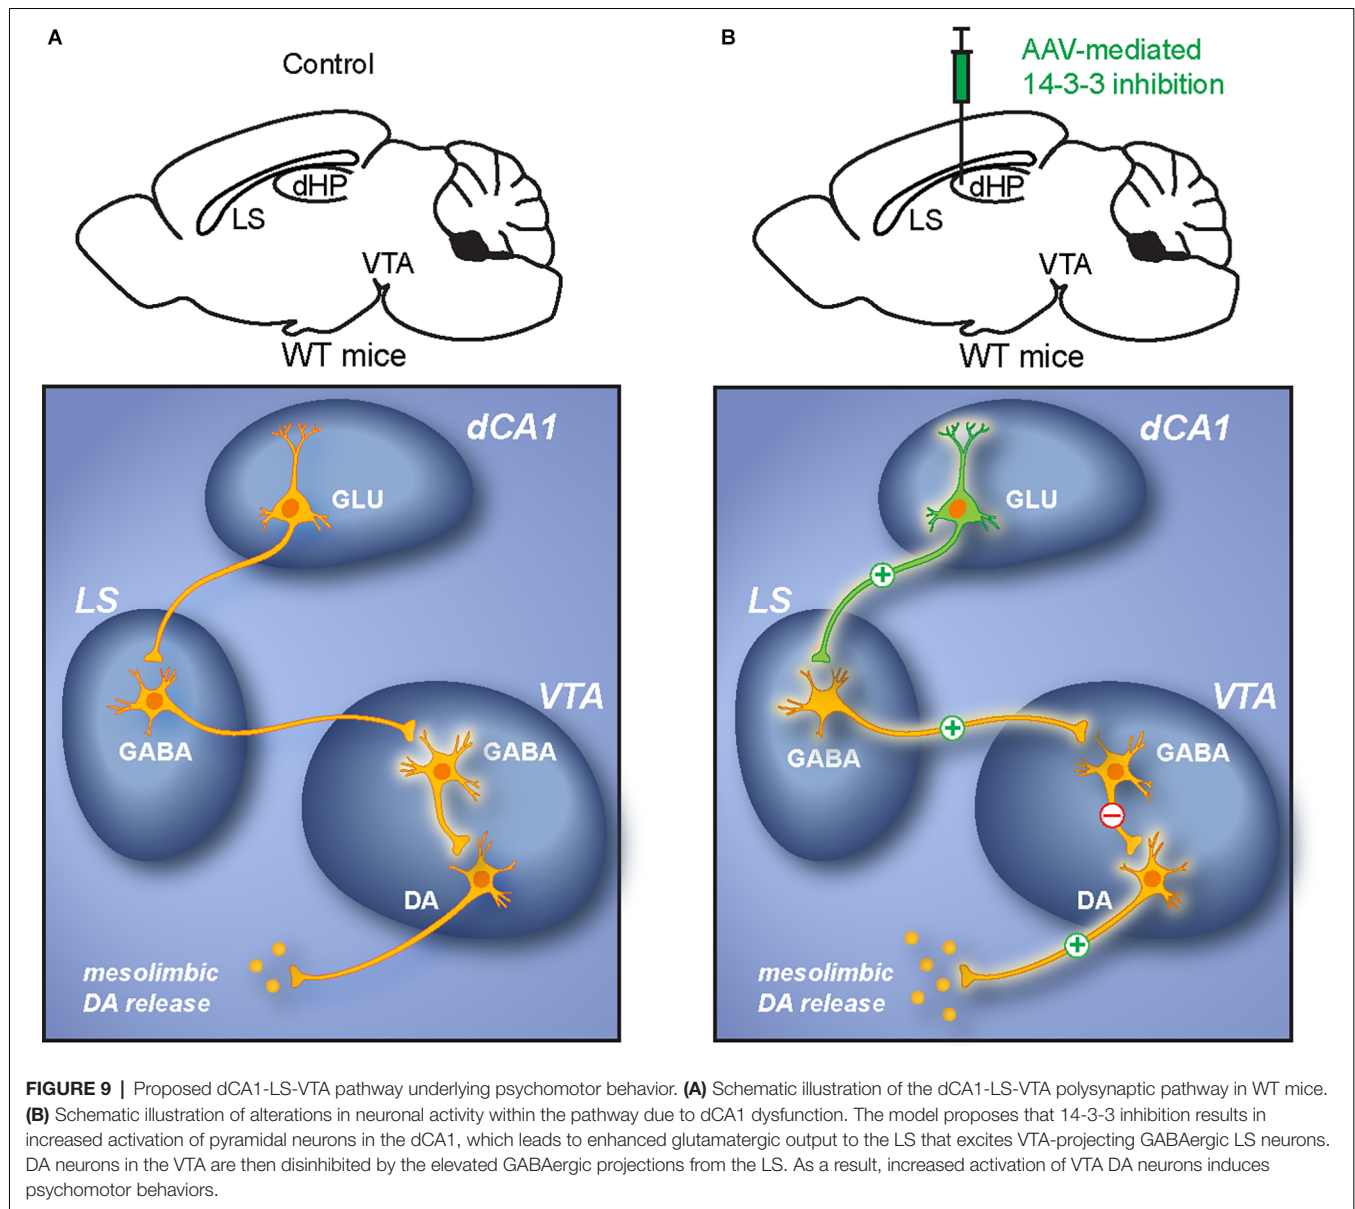 A
Control
dHP
LS
VTA
WT mice
B
AAV-mediated
14-3-3 inhibition
dHP
LS
VTA
WT mice
dCA1
GLU
LS
GABA
VTA
GABA
DA
mesolimbic
DA release
dCA1
GLU
+
LS
GABA
+
VTA
GABA
−
DA
+
mesolimbic
DA release
FIGURE 9 | Proposed dCA1-LS-VTA pathway underlying psychomotor behavior. (A) Schematic illustration of the dCA1-LS-VTA polysynaptic pathway in WT mice.
(B) Schematic illustration of alterations in neuronal activity within the pathway due to dCA1 dysfunction. The model proposes that 14-3-3 inhibition results in
increased activation of pyramidal neurons in the dCA1, which leads to enhanced glutamatergic output to the LS that excites VTA-projecting GABAergic LS neurons.
DA neurons in the VTA are then disinhibited by the elevated GABAergic projections from the LS. As a result, increased activation of VTA DA neurons induces
psychomotor behaviors.